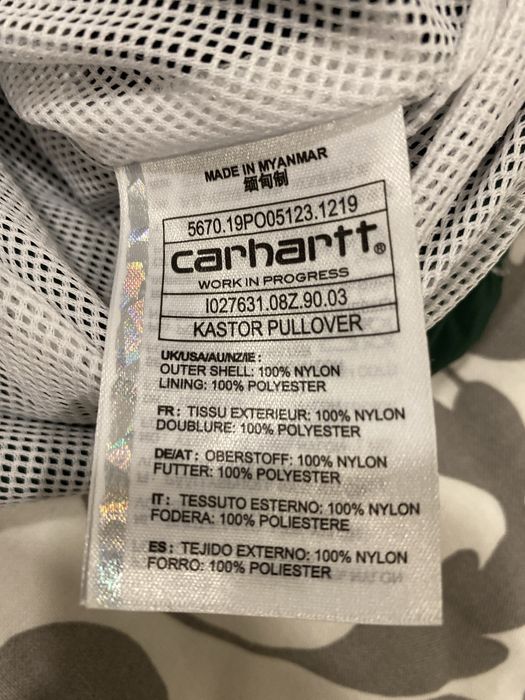 MADE IN MYANMAR
缅甸制
5670.19PO05123.1219
carhartt®
WORK IN PROGRESS
I027631.08Z.90.03
KASTOR PULLOVER
UK/USA/AU/NZ/IE :
OUTER SHELL: 100% NYLON
LINING: 100% POLYESTER
FR : TISSU EXTERIEUR: 100% NYLON
DOUBLURE: 100% POLYESTER
DE/AT : OBERSTOFF: 100% NYLON
FUTTER: 100% POLYESTER
IT : TESSUTO ESTERNO: 100% NYLON
FODERA: 100% POLIESTERE
ES : TEJIDO EXTERNO: 100% NYLON
FORRO: 100% POLIESTER